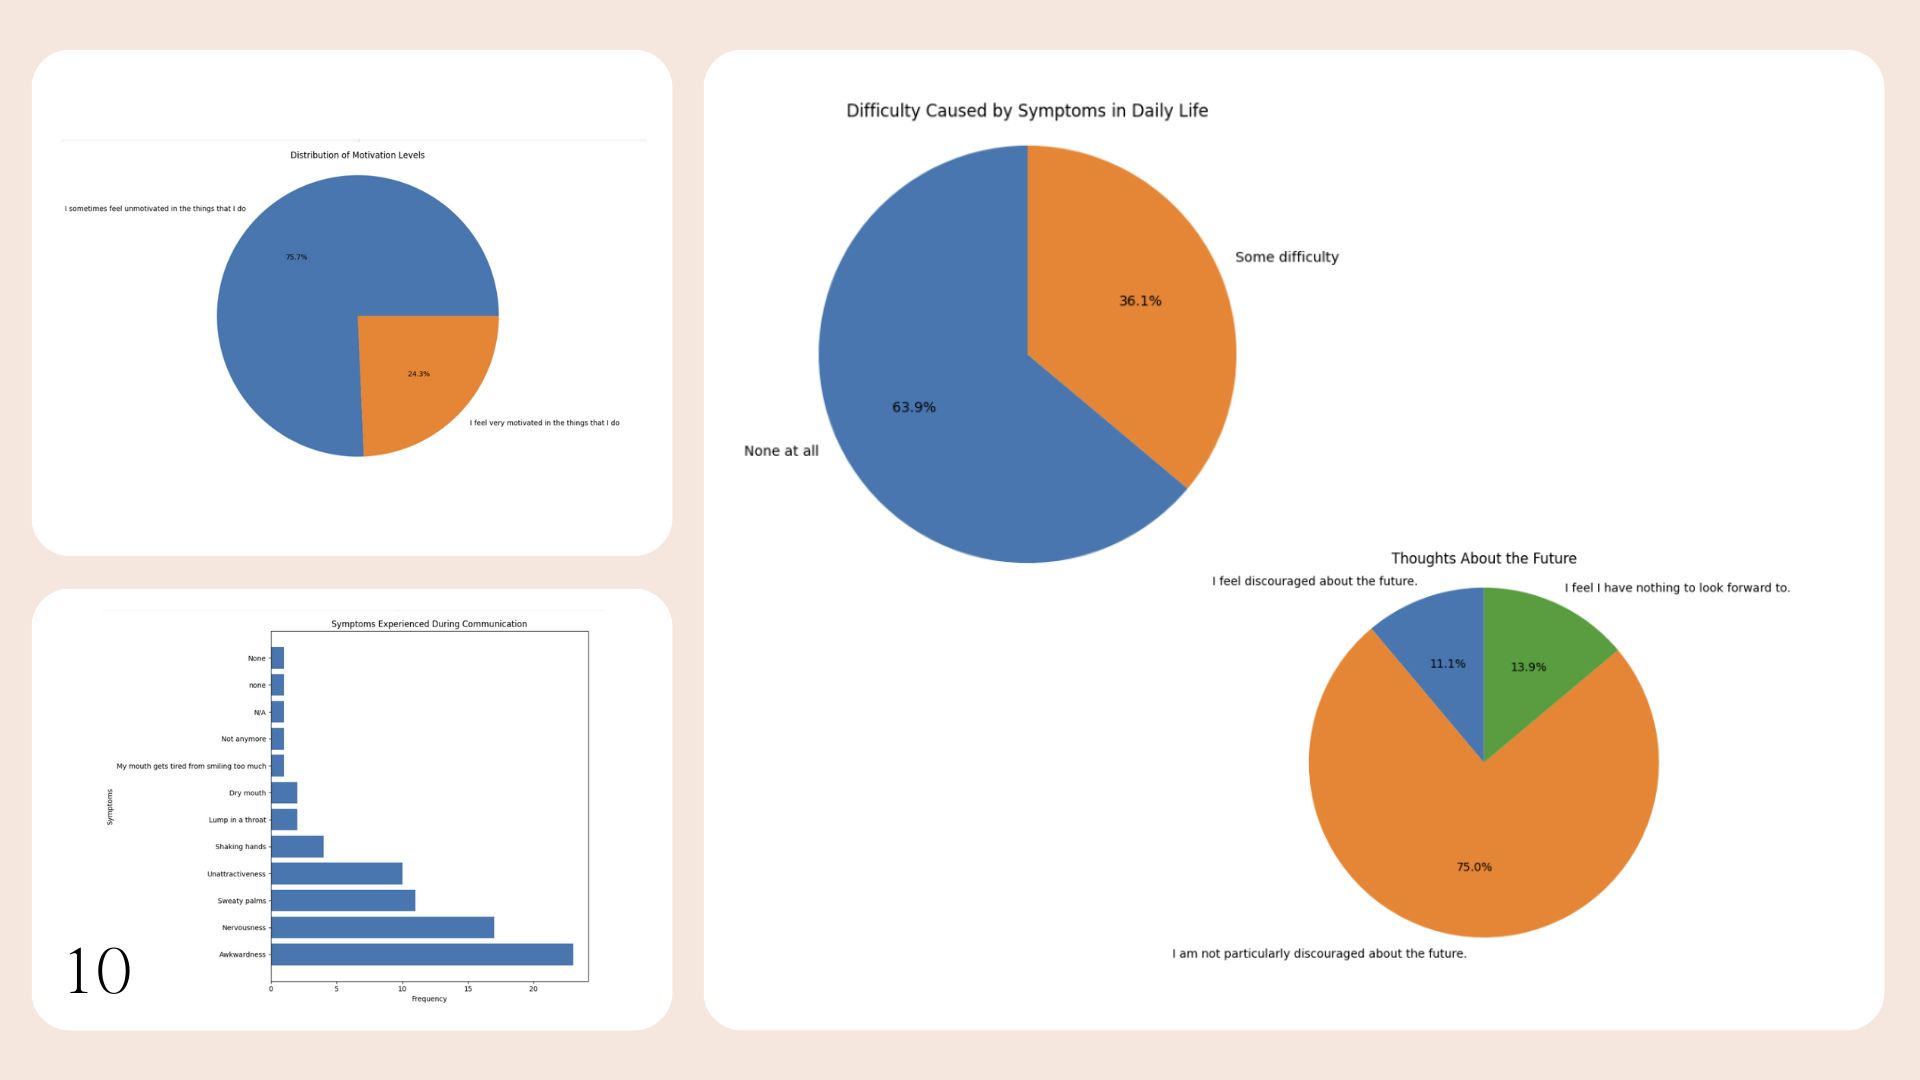 Distribution of Motivation Levels
I sometimes feel unmotivated in the things that I do
75.7%
24.3%
I feel very motivated in the things that I do
Symptoms Experienced During Communication
None
none
N/A
Not anymore
My mouth gets tired from smiling too much
Dry mouth
Lump in a throat
Shaking hands
Unattractiveness
Sweaty palms
Nervousness
Awkwardness
Symptoms
0 5 10 15 20
Frequency
10
Difficulty Caused by Symptoms in Daily Life
Some difficulty
36.1%
63.9%
None at all
Thoughts About the Future
I feel discouraged about the future.
I feel I have nothing to look forward to.
11.1%
13.9%
75.0%
I am not particularly discouraged about the future.